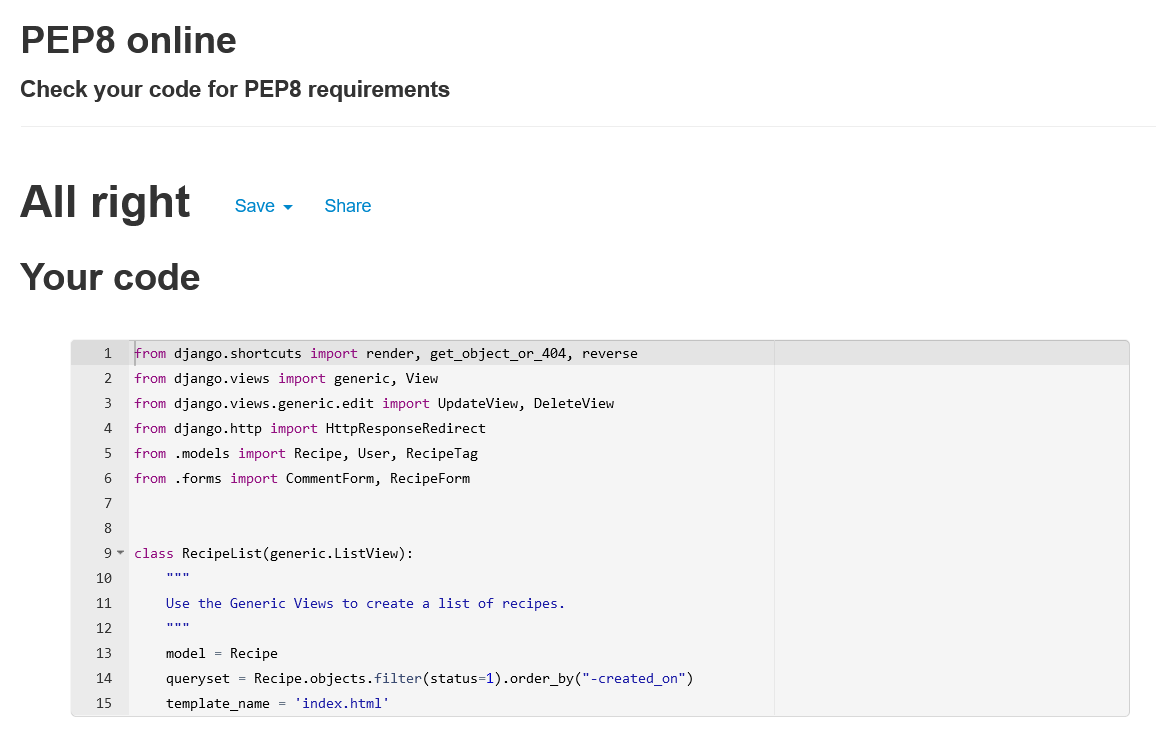 PEP8 online
Check your code for PEP8 requirements
All right Save Share
Your code
1 from django.shortcuts import render, get_object_or_404, reverse
2 from django.views import generic, View
3 from django.views.generic.edit import UpdateView, DeleteView
4 from django.http import HttpResponseRedirect
5 from .models import Recipe, User, RecipeTag
6 from .forms import CommentForm, RecipeForm
7
8
9 class RecipeList(generic.ListView):
10     """
11     Use the Generic Views to create a list of recipes.
12     """
13     model = Recipe
14     queryset = Recipe.objects.filter(status=1).order_by("-created_on")
15     template_name = 'index.html'